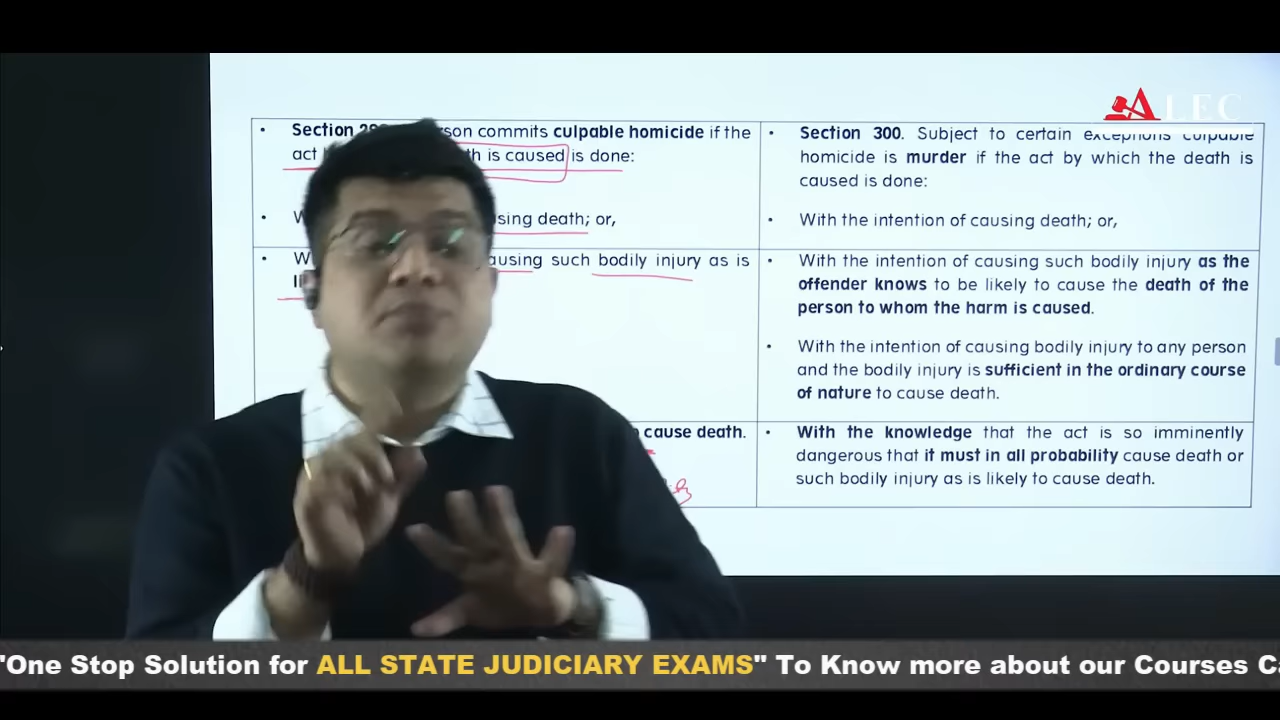 ALEC
Section
son commits culpable homicide if the
act
th is caused is done:
sing death; or,
ausing such bodily injury as is
cause death.
Section 300. Subject to certain exceptions culpable
homicide is murder if the act by which the death is
caused is done:
With the intention of causing death; or,
With the intention of causing such bodily injury as the
offender knows to be likely to cause the death of the
person to whom the harm is caused.
With the intention of causing bodily injury to any person
and the bodily injury is sufficient in the ordinary course
of nature to cause death.
With the knowledge that the act is so imminently
dangerous that it must in all probability cause death or
such bodily injury as is likely to cause death.
"One Stop Solution for ALL STATE JUDICIARY EXAMS" To Know more about our Courses Ca